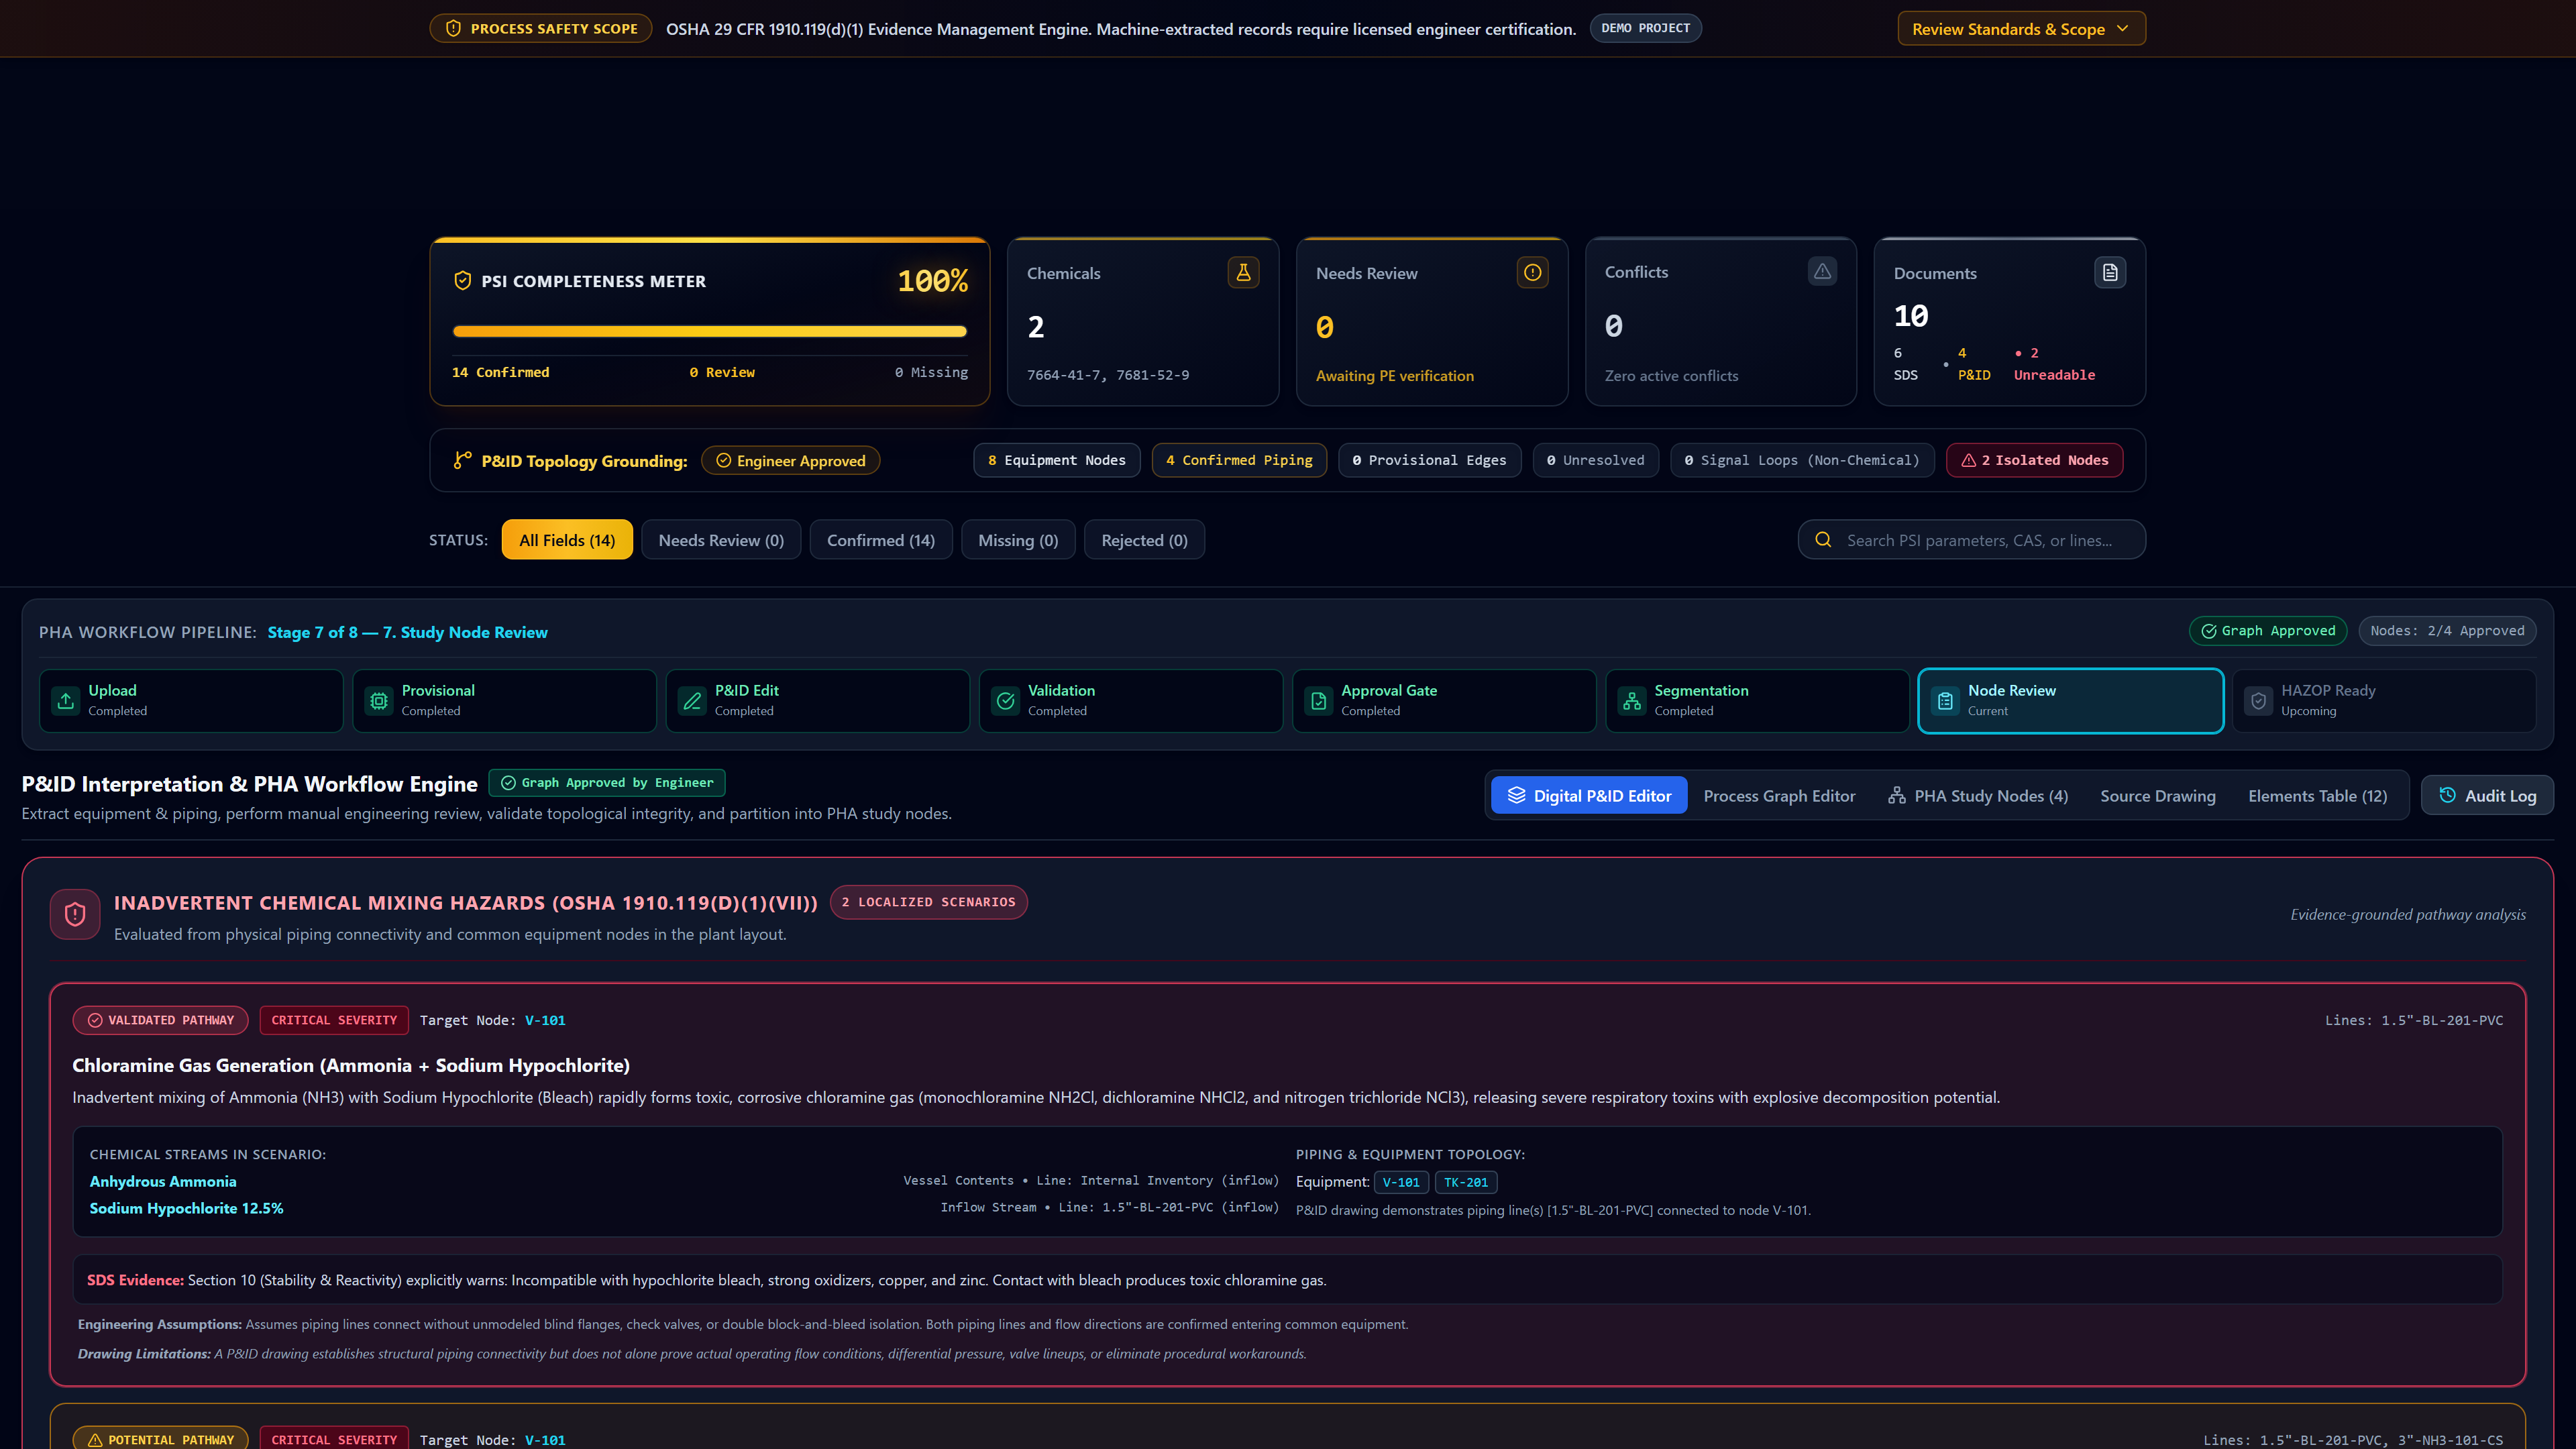 PROCESS SAFETY SCOPE OSHA 29 CFR 1910.119(d)(1) Evidence Management Engine. Machine-extracted records require licensed engineer certification. DEMO PROJECT Review Standards & Scope
PSI COMPLETENESS METER 100%
14 Confirmed 0 Review 0 Missing
Chemicals
2
7664-41-7, 7681-52-9
Needs Review
0
Awaiting PE verification
Conflicts
0
Zero active conflicts
Documents
10
6 SDS • 4 P&ID • 2 Unreadable
P&ID Topology Grounding: Engineer Approved 8 Equipment Nodes 4 Confirmed Piping 0 Provisional Edges 0 Unresolved 0 Signal Loops (Non-Chemical) 2 Isolated Nodes
STATUS: All Fields (14) Needs Review (0) Confirmed (14) Missing (0) Rejected (0) Search PSI parameters, CAS, or lines...
PHA WORKFLOW PIPELINE: Stage 7 of 8 — 7. Study Node Review Graph Approved Nodes: 2/4 Approved
Upload
Completed
Provisional
Completed
P&ID Edit
Completed
Validation
Completed
Approval Gate
Completed
Segmentation
Completed
Node Review
Current
HAZOP Ready
Upcoming
P&ID Interpretation & PHA Workflow Engine Graph Approved by Engineer
Extract equipment & piping, perform manual engineering review, validate topological integrity, and partition into PHA study nodes.
Digital P&ID Editor Process Graph Editor PHA Study Nodes (4) Source Drawing Elements Table (12) Audit Log
INADVERTENT CHEMICAL MIXING HAZARDS (OSHA 1910.119(D)(1)(VII)) 2 LOCALIZED SCENARIOS
Evaluated from physical piping connectivity and common equipment nodes in the plant layout.
Evidence-grounded pathway analysis
VALIDATED PATHWAY CRITICAL SEVERITY Target Node: V-101 Lines: 1.5"-BL-201-PVC
Chloramine Gas Generation (Ammonia + Sodium Hypochlorite)
Inadvertent mixing of Ammonia (NH3) with Sodium Hypochlorite (Bleach) rapidly forms toxic, corrosive chloramine gas (monochloramine NH2Cl, dichloramine NHCl2, and nitrogen trichloride NCl3), releasing severe respiratory toxins with explosive decomposition potential.
CHEMICAL STREAMS IN SCENARIO:
Anhydrous Ammonia Vessel Contents • Line: Internal Inventory (inflow)
Sodium Hypochlorite 12.5% Inflow Stream • Line: 1.5"-BL-201-PVC (inflow)
PIPING & EQUIPMENT TOPOLOGY:
Equipment: V-101 TK-201
P&ID drawing demonstrates piping line(s) [1.5"-BL-201-PVC] connected to node V-101.
SDS Evidence: Section 10 (Stability & Reactivity) explicitly warns: Incompatible with hypochlorite bleach, strong oxidizers, copper, and zinc. Contact with bleach produces toxic chloramine gas.
Engineering Assumptions: Assumes piping lines connect without unmodeled blind flanges, check valves, or double block-and-bleed isolation. Both piping lines and flow directions are confirmed entering common equipment.
Drawing Limitations: A P&ID drawing establishes structural piping connectivity but does not alone prove actual operating flow conditions, differential pressure, valve lineups, or eliminate procedural workarounds.
POTENTIAL PATHWAY CRITICAL SEVERITY Target Node: V-101 Lines: 1.5"-BL-201-PVC, 3"-NH3-101-CS